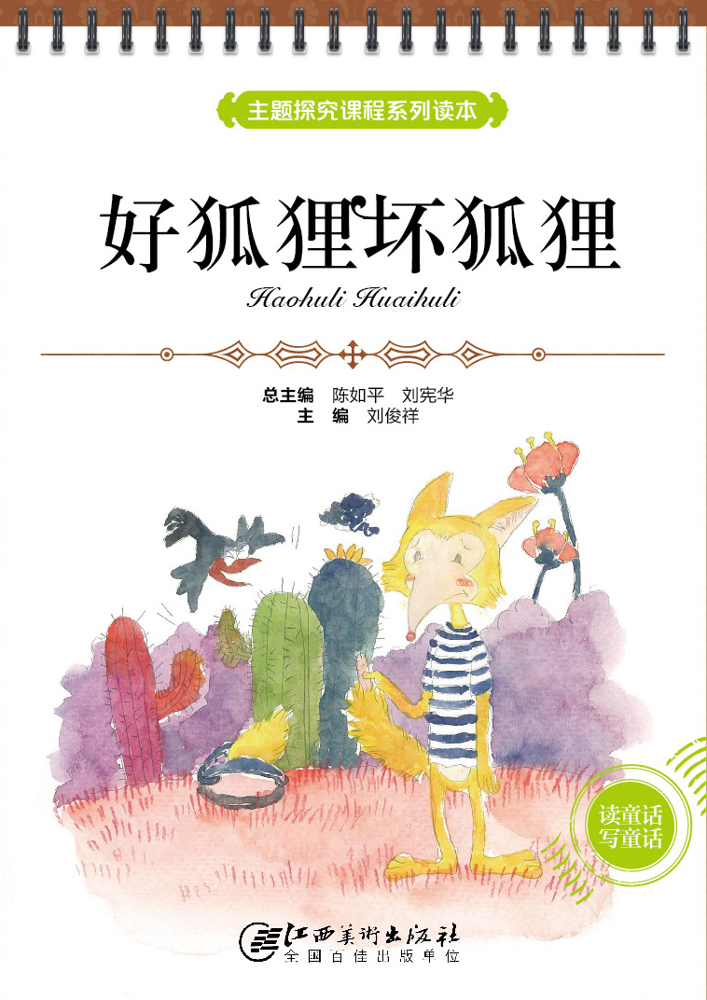 主题探究课程系列读本
好狐狸坏狐狸
Haohuli Huaihuli
总主编 陈如平 刘宪华
主 编 刘俊祥
读童话
写童话
江西美术出版社
全国百佳出版单位